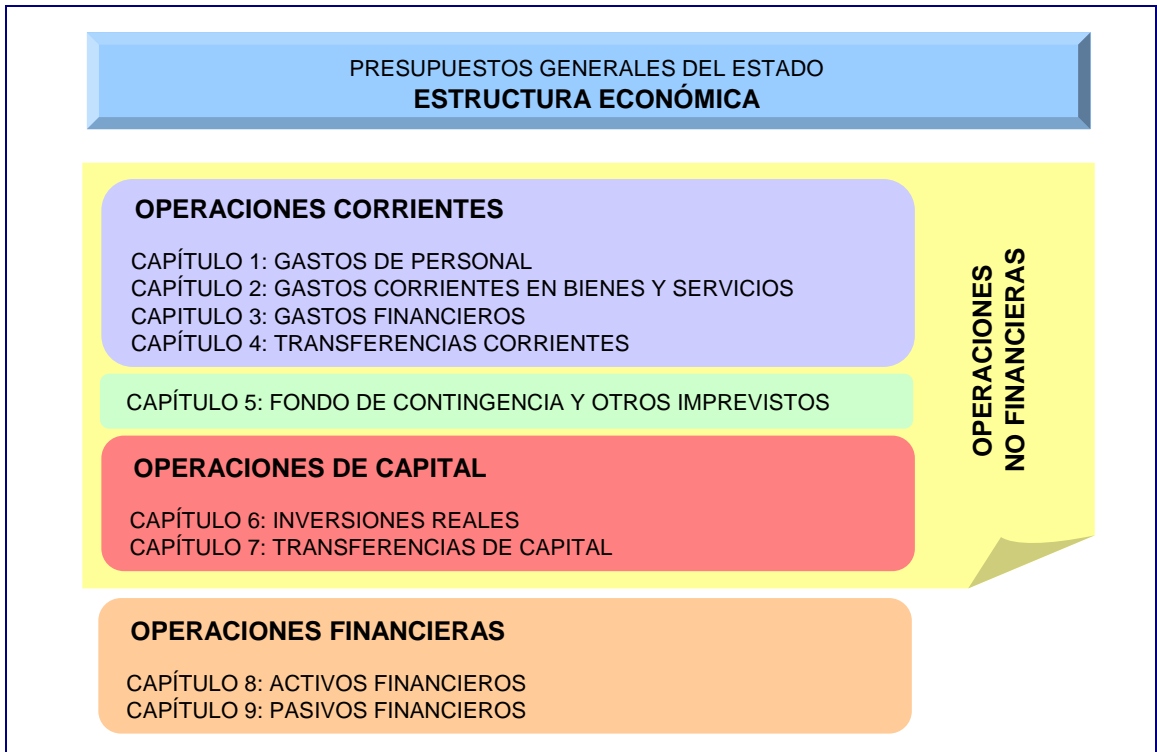 PRESUPUESTOS GENERALES DEL ESTADO
ESTRUCTURA ECONÓMICA
OPERACIONES CORRIENTES
CAPÍTULO 1: GASTOS DE PERSONAL
CAPÍTULO 2: GASTOS CORRIENTES EN BIENES Y SERVICIOS
CAPITULO 3: GASTOS FINANCIEROS
CAPÍTULO 4: TRANSFERENCIAS CORRIENTES
CAPÍTULO 5: FONDO DE CONTINGENCIA Y OTROS IMPREVISTOS
OPERACIONES DE CAPITAL
CAPÍTULO 6: INVERSIONES REALES
CAPÍTULO 7: TRANSFERENCIAS DE CAPITAL
OPERACIONES
NO FINANCIERAS
OPERACIONES FINANCIERAS
CAPÍTULO 8: ACTIVOS FINANCIEROS
CAPÍTULO 9: PASIVOS FINANCIEROS